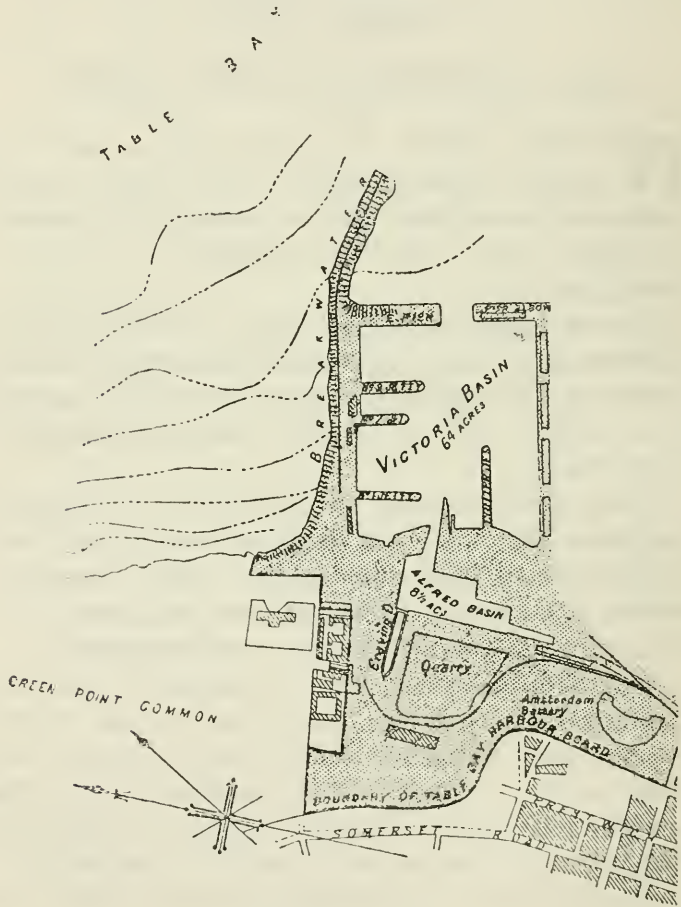 TABLE BAY
BREAKWATER
E. PIER
VICTORIA BASIN
64 ACRES
ALFRED BASIN
8½ ACS
Graving D.
Quarry
Amsterdam
Battery
GREEN POINT COMMON
BOUNDARY OF TABLE BAY HARBOUR BOARD
SOMERSET ROAD